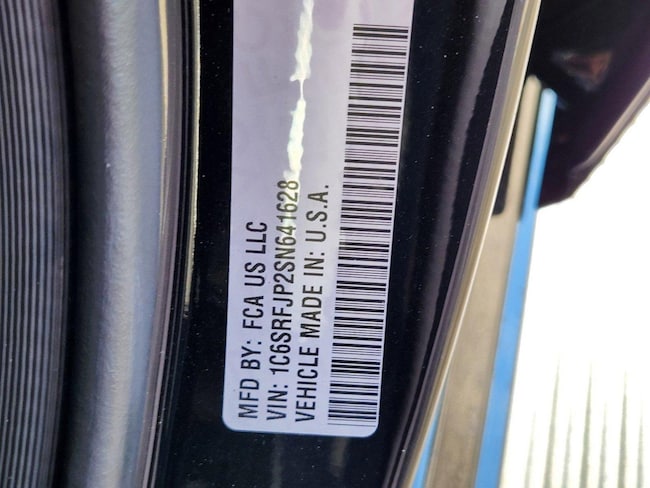 MFD BY: FCA US LLC
VIN: 1C6SRFJP2SN641628
VEHICLE MADE IN: U.S.A.